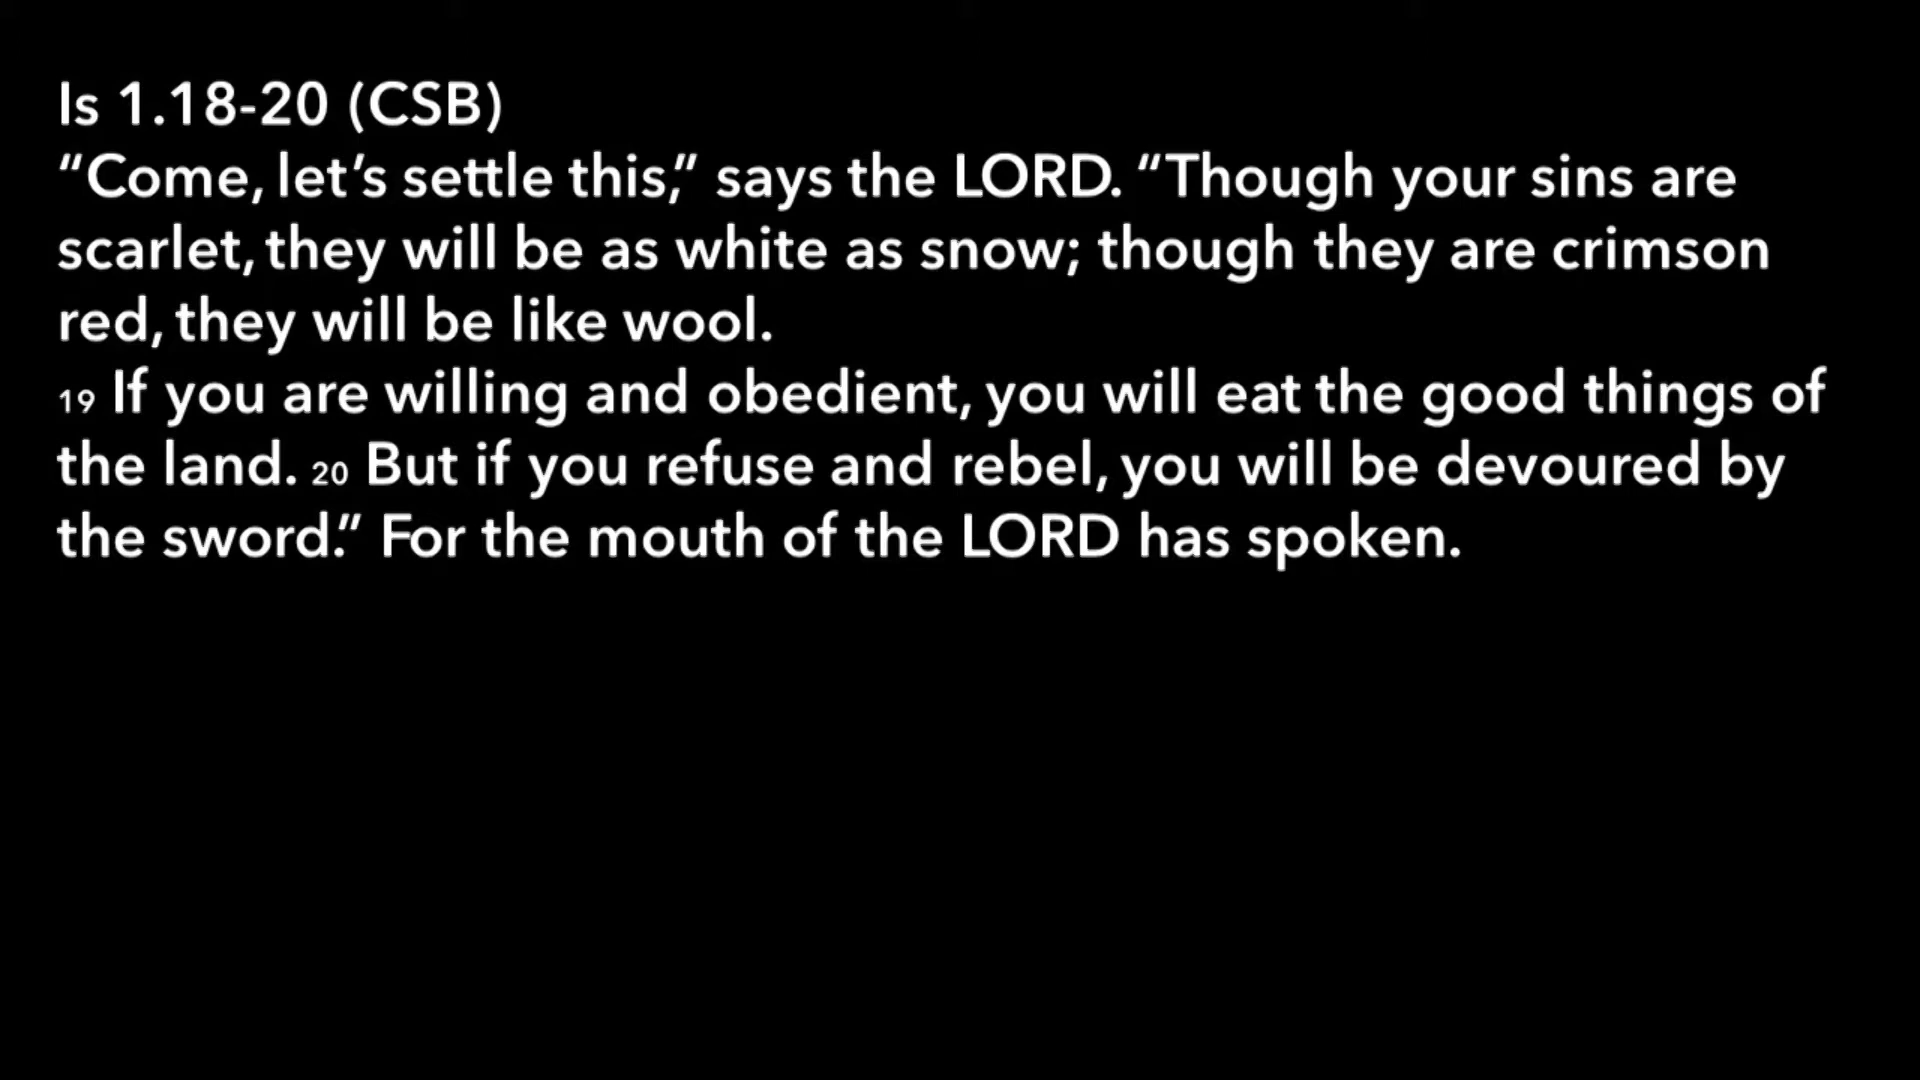 Is 1.18-20 (CSB)
“Come, let’s settle this,” says the LORD. “Though your sins are
scarlet, they will be as white as snow; though they are crimson
red, they will be like wool.
19 If you are willing and obedient, you will eat the good things of
the land. 20 But if you refuse and rebel, you will be devoured by
the sword.” For the mouth of the LORD has spoken.